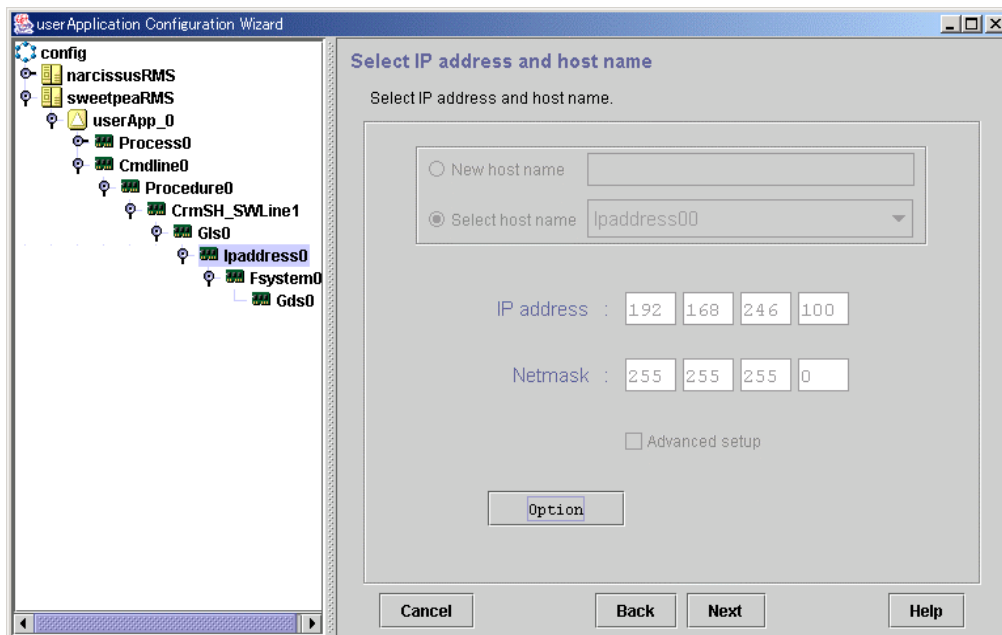 userApplication Configuration Wizard
config
narcissusRMS
sweetpeaRMS
userApp_0
Process0
Cmdline0
Procedure0
CrmSH_SWLine1
Gls0
Ipaddress0
Fsystem0
Gds0
Select IP address and host name
Select IP address and host name.
New host name
Select host name Ipaddress00
IP address : 192 168 246 100
Netmask : 255 255 255 0
Advanced setup
Option
Cancel Back Next Help